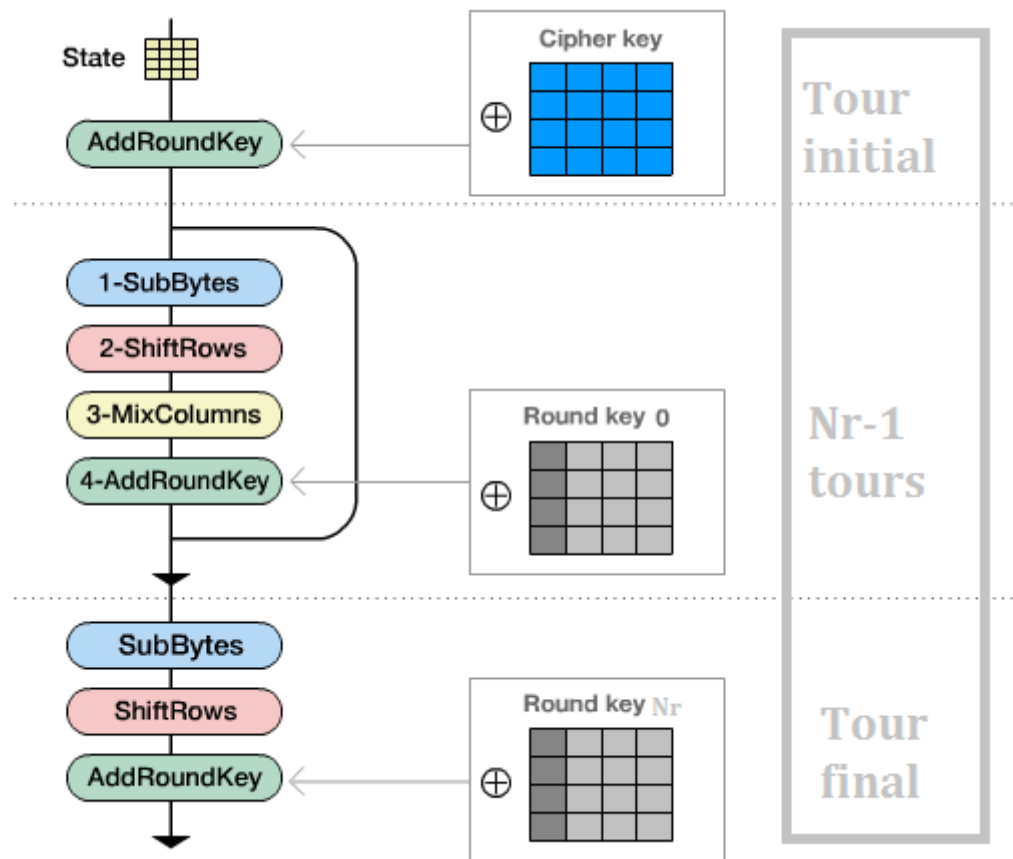 State
Cipher key
AddRoundKey
Tour
initial
1-SubBytes
2-ShiftRows
3-MixColumns
4-AddRoundKey
Round key 0
Nr-1
tours
SubBytes
ShiftRows
AddRoundKey
Round key Nr
Tour
final